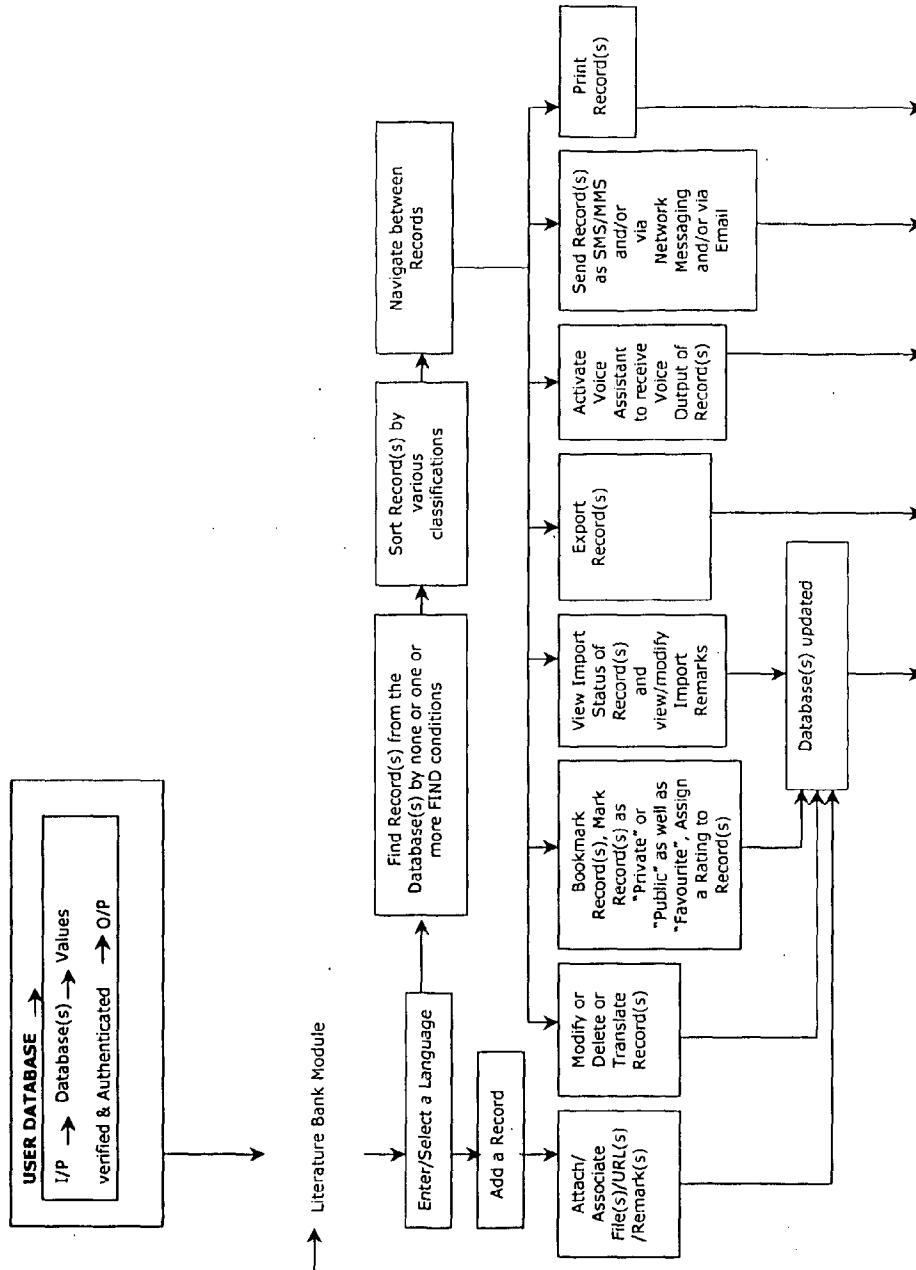 USER DATABASE
I/P Database(s) Values
verified & Authenticated O/P
Literature Bank Module
Enter/Select a Language
Find Record(s) from the
Database(s) by none or one or
more FIND conditions
Sort Record(s) by
various
classifications
Navigate between
Records
Add a Record
Attach/
Associate
File(s)/URL(s)
/Remark(s)
Modify or
Delete or
Translate
Record(s)
Bookmark
Record(s), Mark
Record(s) as
“Private” or
“Public” as well as
“Favourite”, Assign
a Rating to
Record(s)
View Import
Status of
Record(s)
and
view/modify
Import
Remarks
Export
Record(s)
Activate
Voice
Assistant
to receive
Voice
Output of
Record(s)
Send Record(s)
as SMS/MMS
and/or
via
Network
Messaging
and/or via
Email
Print
Record(s)
Database(s) updated